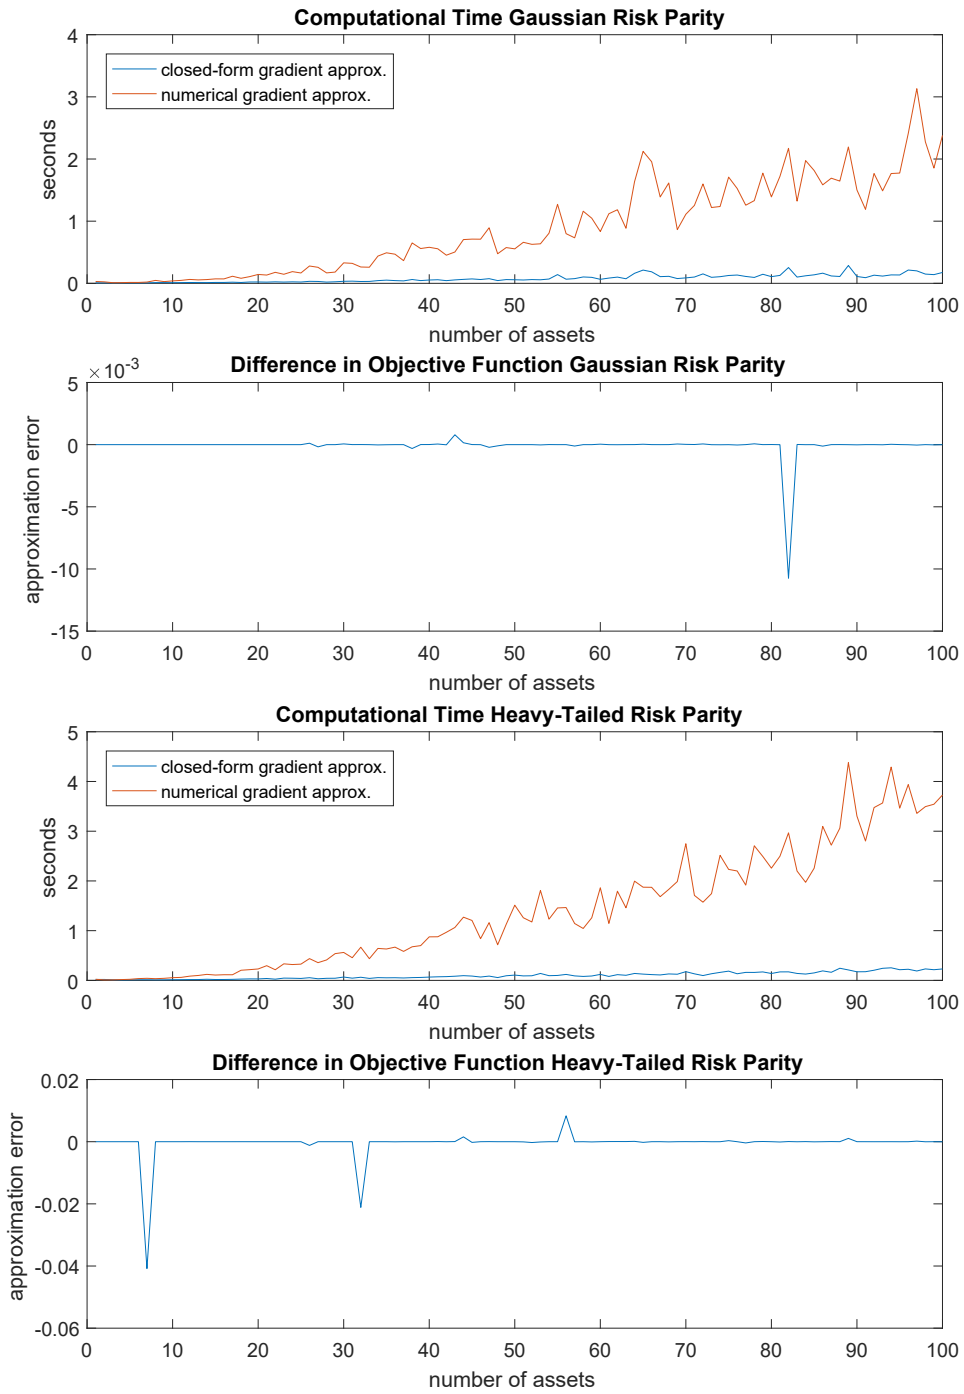 Computational Time Gaussian Risk Parity
4
3
2
1
0
seconds
closed-form gradient approx.
numerical gradient approx.
0 10 20 30 40 50 60 70 80 90 100
number of assets
×10-3
Difference in Objective Function Gaussian Risk Parity
5
0
-5
-10
-15
approximation error
0 10 20 30 40 50 60 70 80 90 100
number of assets
Computational Time Heavy-Tailed Risk Parity
5
4
3
2
1
0
seconds
closed-form gradient approx.
numerical gradient approx.
0 10 20 30 40 50 60 70 80 90 100
number of assets
Difference in Objective Function Heavy-Tailed Risk Parity
0.02
0
-0.02
-0.04
-0.06
approximation error
0 10 20 30 40 50 60 70 80 90 100
number of assets